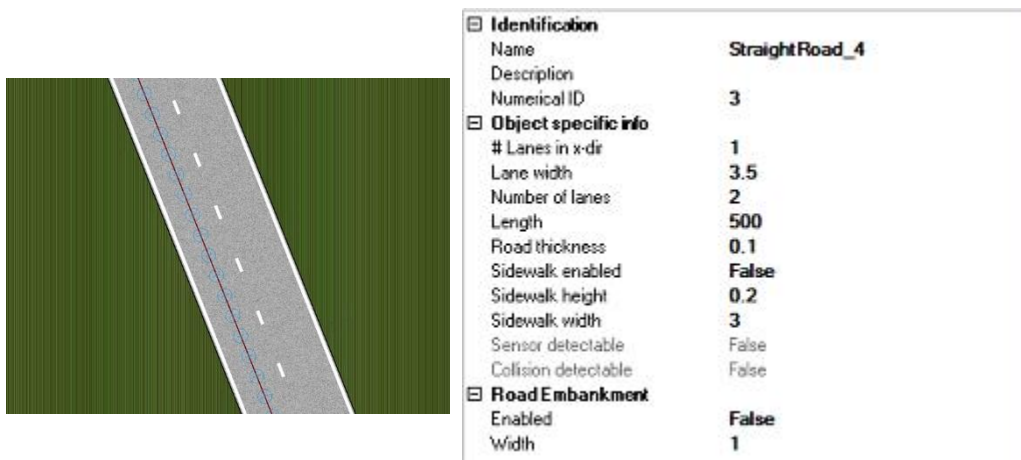 Identification
Name StraightRoad_4
Description
Numerical ID 3
Object specific info
# Lanes in x-dir 1
Lane width 3.5
Number of lanes 2
Length 500
Road thickness 0.1
Sidewalk enabled False
Sidewalk height 0.2
Sidewalk width 3
Sensor detectable False
Collision detectable False
Road Embankment
Enabled False
Width 1